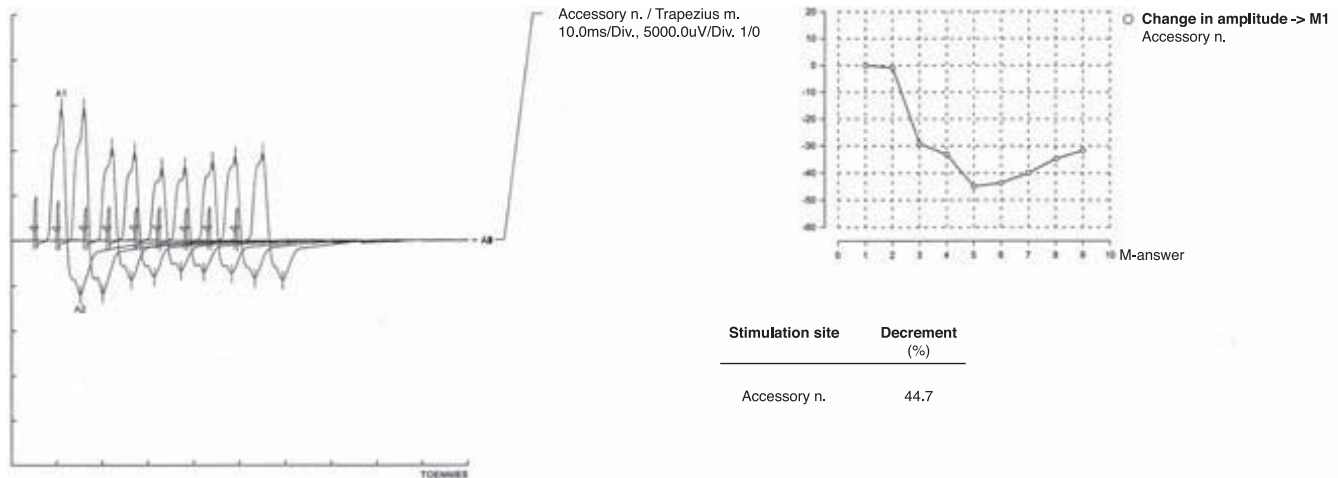 Accessory n. / Trapezius m.
10.0ms/Div., 5000.0uV/Div. 1/0
A1
A2
TOENNIES
20
10
0
-10
-20
-30
-40
-50
-60
0 1 2 3 4 5 6 7 8 9 10 M-answer
Change in amplitude -> M1
Accessory n.
Stimulation site Decrement
(%)
Accessory n. 44.7